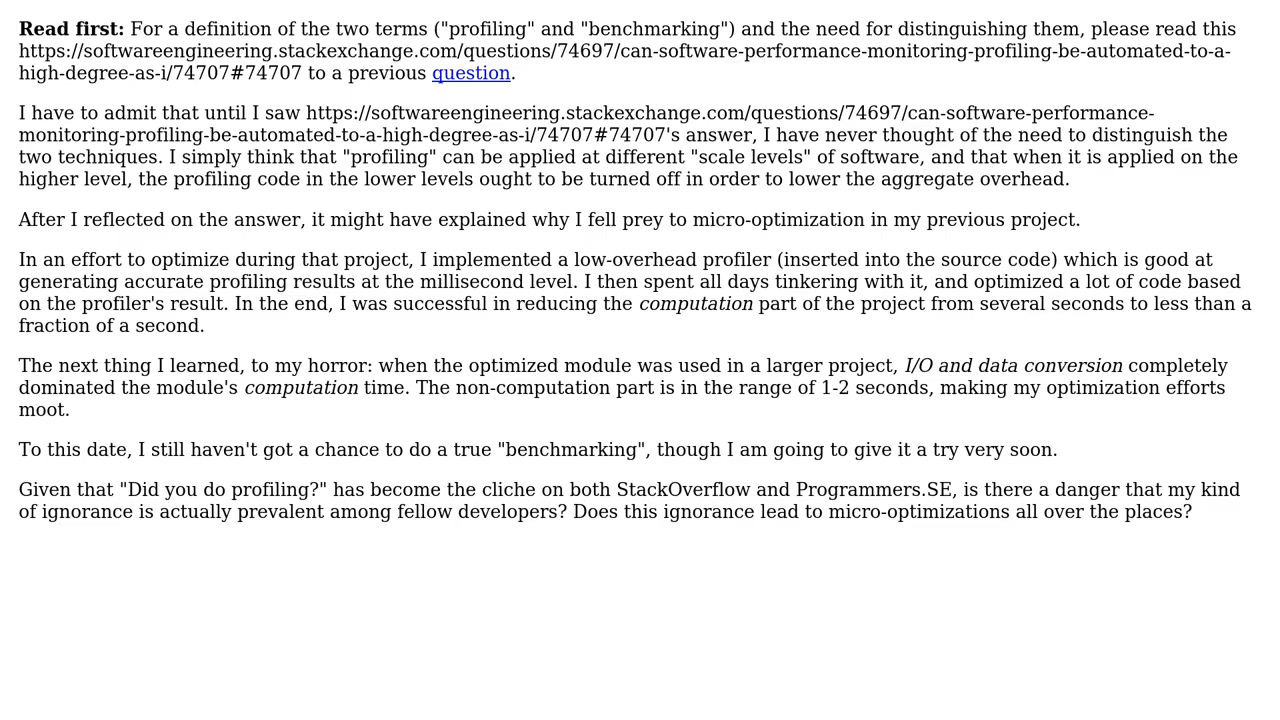 Read first: For a definition of the two terms ("profiling" and "benchmarking") and the need for distinguishing them, please read this
https://softwareengineering.stackexchange.com/questions/74697/can-software-performance-monitoring-profiling-be-automated-to-a-
high-degree-as-i/74707#74707 to a previous question.
I have to admit that until I saw https://softwareengineering.stackexchange.com/questions/74697/can-software-performance-
monitoring-profiling-be-automated-to-a-high-degree-as-i/74707#74707's answer, I have never thought of the need to distinguish the
two techniques. I simply think that "profiling" can be applied at different "scale levels" of software, and that when it is applied on the
higher level, the profiling code in the lower levels ought to be turned off in order to lower the aggregate overhead.
After I reflected on the answer, it might have explained why I fell prey to micro-optimization in my previous project.
In an effort to optimize during that project, I implemented a low-overhead profiler (inserted into the source code) which is good at
generating accurate profiling results at the millisecond level. I then spent all days tinkering with it, and optimized a lot of code based
on the profiler's result. In the end, I was successful in reducing the computation part of the project from several seconds to less than a
fraction of a second.
The next thing I learned, to my horror: when the optimized module was used in a larger project, I/O and data conversion completely
dominated the module's computation time. The non-computation part is in the range of 1-2 seconds, making my optimization efforts
moot.
To this date, I still haven't got a chance to do a true "benchmarking", though I am going to give it a try very soon.
Given that "Did you do profiling?" has become the cliche on both StackOverflow and Programmers.SE, is there a danger that my kind
of ignorance is actually prevalent among fellow developers? Does this ignorance lead to micro-optimizations all over the places?